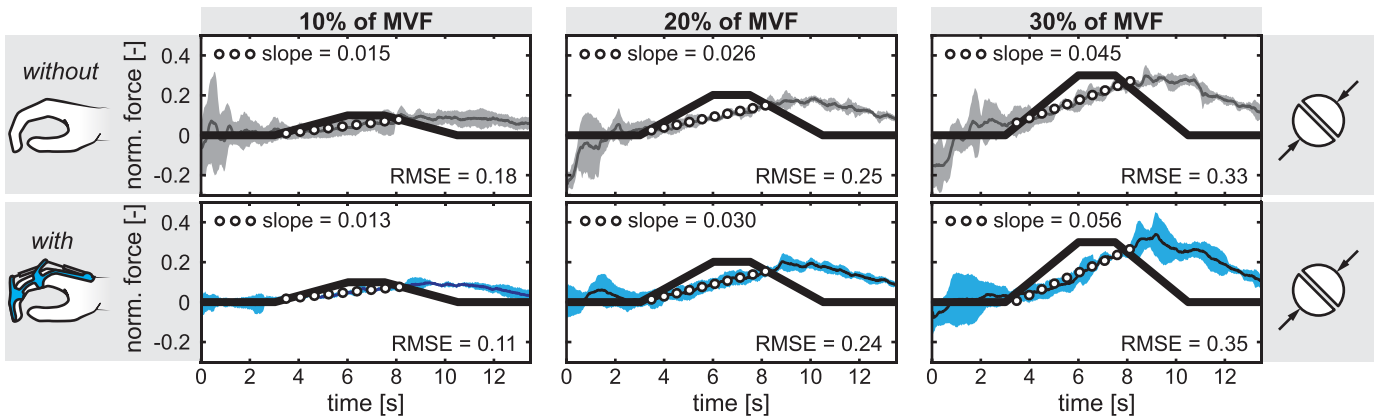 10% of MVF 20% of MVF 30% of MVF
without
norm. force [-]
0.4
0.2
0
-0.2
slope = 0.015
RMSE = 0.18
slope = 0.026
RMSE = 0.25
slope = 0.045
RMSE = 0.33
with
norm. force [-]
0.4
0.2
0
-0.2
slope = 0.013
RMSE = 0.11
slope = 0.030
RMSE = 0.24
slope = 0.056
RMSE = 0.35
0 2 4 6 8 10 12 0 2 4 6 8 10 12 0 2 4 6 8 10 12
time [s] time [s] time [s]